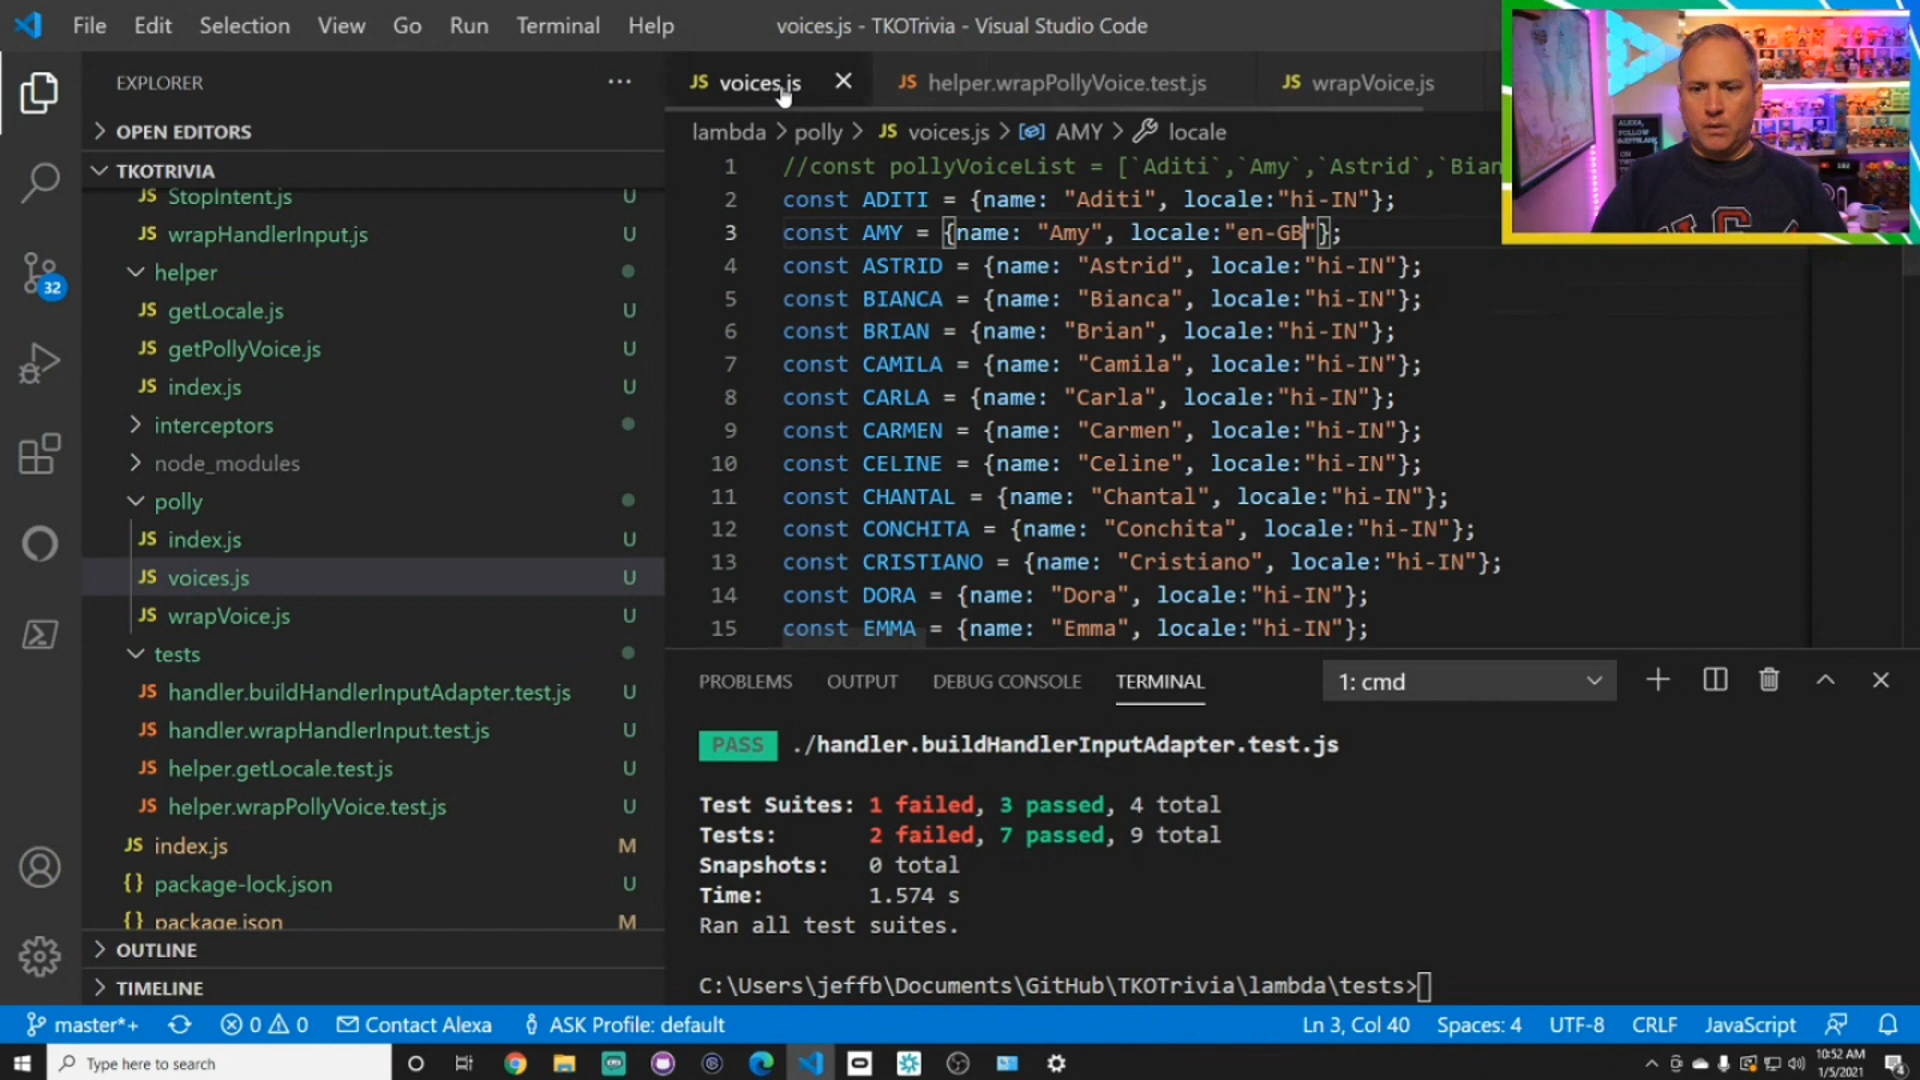 File Edit Selection View Go Run Terminal Help
voices.js - TKOTrivia - Visual Studio Code
EXPLORER
OPEN EDITORS
TKOTRIVIA
JS StopIntent.js U
JS wrapHandlerInput.js U
helper
JS getLocale.js U
JS getPollyVoice.js U
JS index.js U
interceptors
node_modules
polly
JS index.js U
JS voices.js U
JS wrapVoice.js U
tests
JS handler.buildHandlerInputAdapter.test.js U
JS handler.wrapHandlerInput.test.js U
JS helper.getLocale.test.js U
JS helper.wrapPollyVoice.test.js U
JS index.js M
{} package-lock.json U
{} package.json M
OUTLINE
TIMELINE
32
JS voices.js JS helper.wrapPollyVoice.test.js JS wrapVoice.js
lambda > polly > JS voices.js > AMY > locale
1 //const pollyVoiceList = [`Aditi`,`Amy`,`Astrid`,`Bian
2 const ADITI = {name: "Aditi", locale:"hi-IN"};
3 const AMY = {name: "Amy", locale:"en-GB"};
4 const ASTRID = {name: "Astrid", locale:"hi-IN"};
5 const BIANCA = {name: "Bianca", locale:"hi-IN"};
6 const BRIAN = {name: "Brian", locale:"hi-IN"};
7 const CAMILA = {name: "Camila", locale:"hi-IN"};
8 const CARLA = {name: "Carla", locale:"hi-IN"};
9 const CARMEN = {name: "Carmen", locale:"hi-IN"};
10 const CELINE = {name: "Celine", locale:"hi-IN"};
11 const CHANTAL = {name: "Chantal", locale:"hi-IN"};
12 const CONCHITA = {name: "Conchita", locale:"hi-IN"};
13 const CRISTIANO = {name: "Cristiano", locale:"hi-IN"};
14 const DORA = {name: "Dora", locale:"hi-IN"};
15 const EMMA = {name: "Emma", locale:"hi-IN"};
ALEXA,
FOLLOW
PROBLEMS OUTPUT DEBUG CONSOLE TERMINAL 1: cmd
PASS ./handler.buildHandlerInputAdapter.test.js
Test Suites: 1 failed, 3 passed, 4 total
Tests: 2 failed, 7 passed, 9 total
Snapshots: 0 total
Time: 1.574 s
Ran all test suites.
C:\Users\jeffb\Documents\GitHub\TKOTrivia\lambda\tests>
master*+ 0 0 Contact Alexa ASK Profile: default Ln 3, Col 40 Spaces: 4 UTF-8 CRLF JavaScript
Type here to search
10:52 AM
1/5/2021
4